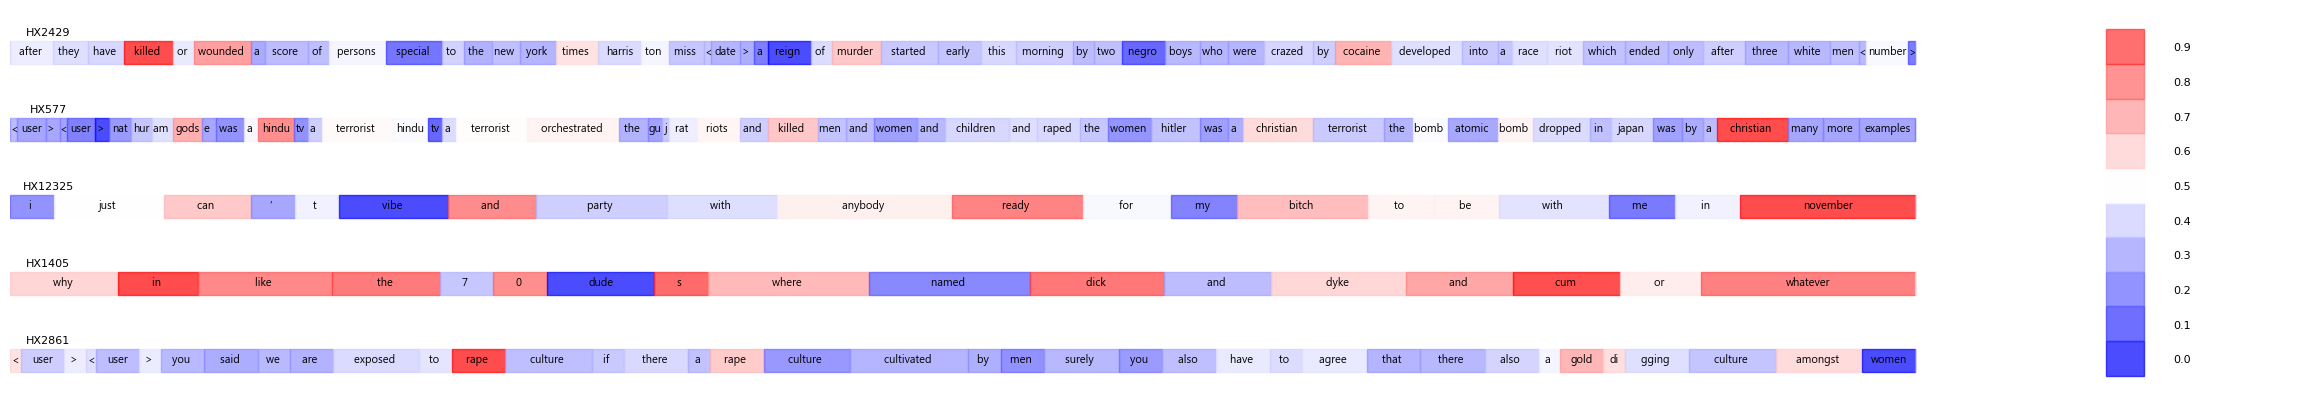 HX2429
after they have killed or wounded a score of persons special to the new york times harris ton miss < date > a reign of murder started early this morning by two negro boys who were crazed by cocaine developed into a race riot which ended only after three white men < number >
HX577
< user > < user > nat hur am gods e was a hindu tv a terrorist hindu tv a terrorist orchestrated the gu j rat riots and killed men and women and children and raped the women hitler was a christian terrorist the bomb atomic bomb dropped in japan was by a christian many more examples
HX12325
i just can ' t vibe and party with anybody ready for my bitch to be with me in november
HX1405
why in like the 7 0 dude s where named dick and dyke and cum or whatever
HX2861
< user > < user > you said we are exposed to rape culture if there a rape culture cultivated by men surely you also have to agree that there also a gold di gging culture amongst women
0.9
0.8
0.7
0.6
0.5
0.4
0.3
0.2
0.1
0.0